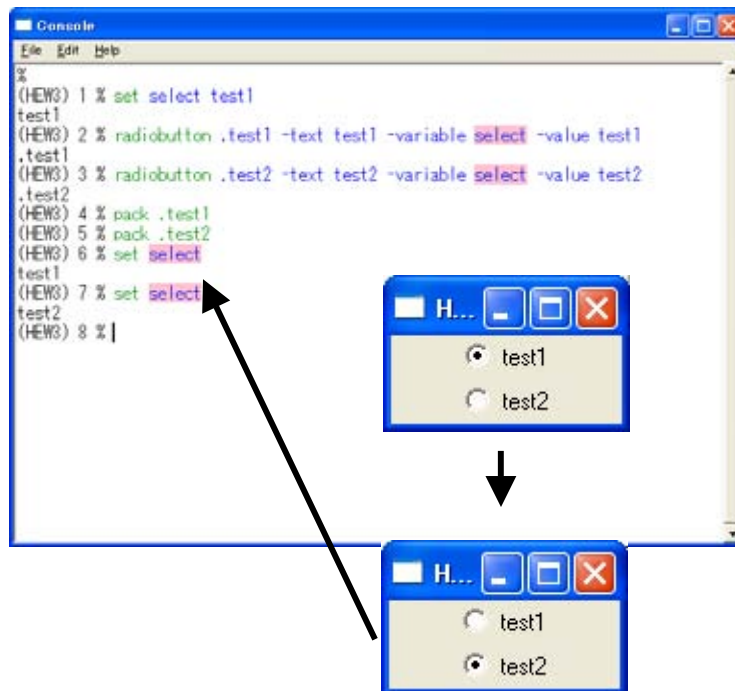 Console
File Edit Help
%
(HEW3) 1 % set select test1
test1
(HEW3) 2 % radiobutton .test1 -text test1 -variable select -value test1
.test1
(HEW3) 3 % radiobutton .test2 -text test2 -variable select -value test2
.test2
(HEW3) 4 % pack .test1
(HEW3) 5 % pack .test2
(HEW3) 6 % set select
test1
(HEW3) 7 % set select
test2
(HEW3) 8 %
H...
test1
test2
H...
test1
test2